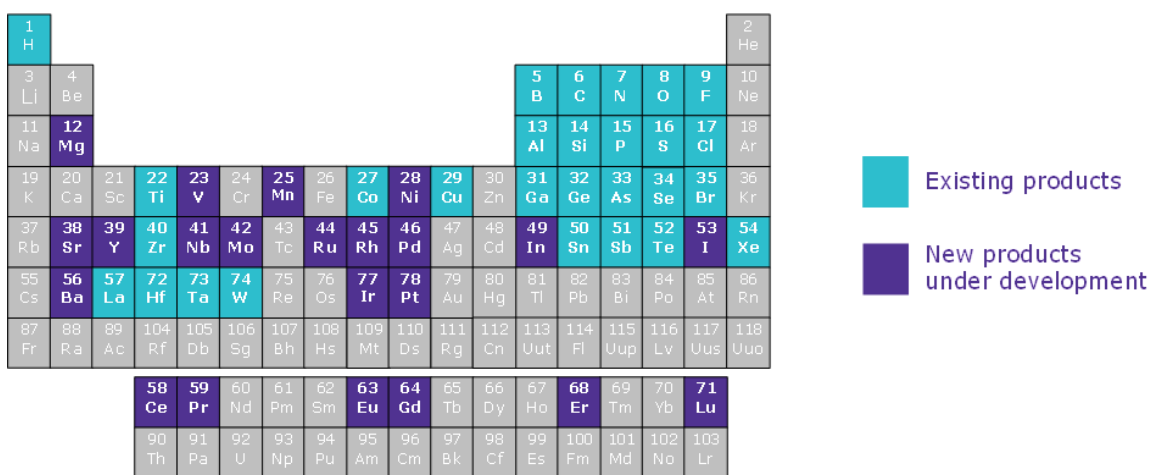 1 2
H He
3 4 5 6 7 8 9 10
Li Be B C N O F Ne
11 12 13 14 15 16 17 18
Na Mg Al Si P S Cl Ar
19 20 21 22 23 24 25 26 27 28 29 30 31 32 33 34 35 36
K Ca Sc Ti V Cr Mn Fe Co Ni Cu Zn Ga Ge As Se Br Kr
37 38 39 40 41 42 43 44 45 46 47 48 49 50 51 52 53 54
Rb Sr Y Zr Nb Mo Tc Ru Rh Pd Ag Cd In Sn Sb Te I Xe
55 56 57 72 73 74 75 76 77 78 79 80 81 82 83 84 85 86
Cs Ba La Hf Ta W Re Os Ir Pt Au Hg Tl Pb Bi Po At Rn
87 88 89 104 105 106 107 108 109 110 111 112 113 114 115 116 117 118
Fr Ra Ac Rf Db Sg Bh Hs Mt Ds Rg Cn Uut Fl Uup Lv Uus Uuo
58 59 60 61 62 63 64 65 66 67 68 69 70 71
Ce Pr Nd Pm Sm Eu Gd Tb Dy Ho Er Tm Yb Lu
90 91 92 93 94 95 96 97 98 99 100 101 102 103
Th Pa U Np Pu Am Cm Bk Cf Es Fm Md No Lr
Existing products
New products
under development